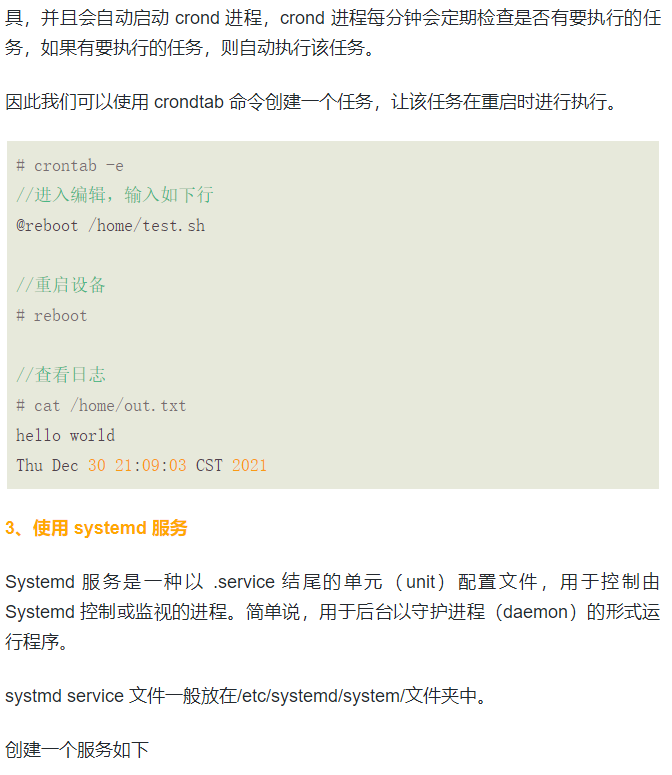 具，并且会自动启动 crond 进程，crond 进程每分钟会定期检查是否有要执行的任
务，如果有要执行的任务，则自动执行该任务。
因此我们可以使用 crondtab 命令创建一个任务，让该任务在重启时进行执行。
# crontab -e
//进入编辑，输入如下行
@reboot /home/test.sh
//重启设备
# reboot
//查看日志
# cat /home/out.txt
hello world
Thu Dec 30 21:09:03 CST 2021
3、使用 systemd 服务
Systemd 服务是一种以 .service 结尾的单元（unit）配置文件，用于控制由
Systemd 控制或监视的进程。简单说，用于后台以守护进程（daemon）的形式运
行程序。
systmd service 文件一般放在/etc/systemd/system/文件夹中。
创建一个服务如下